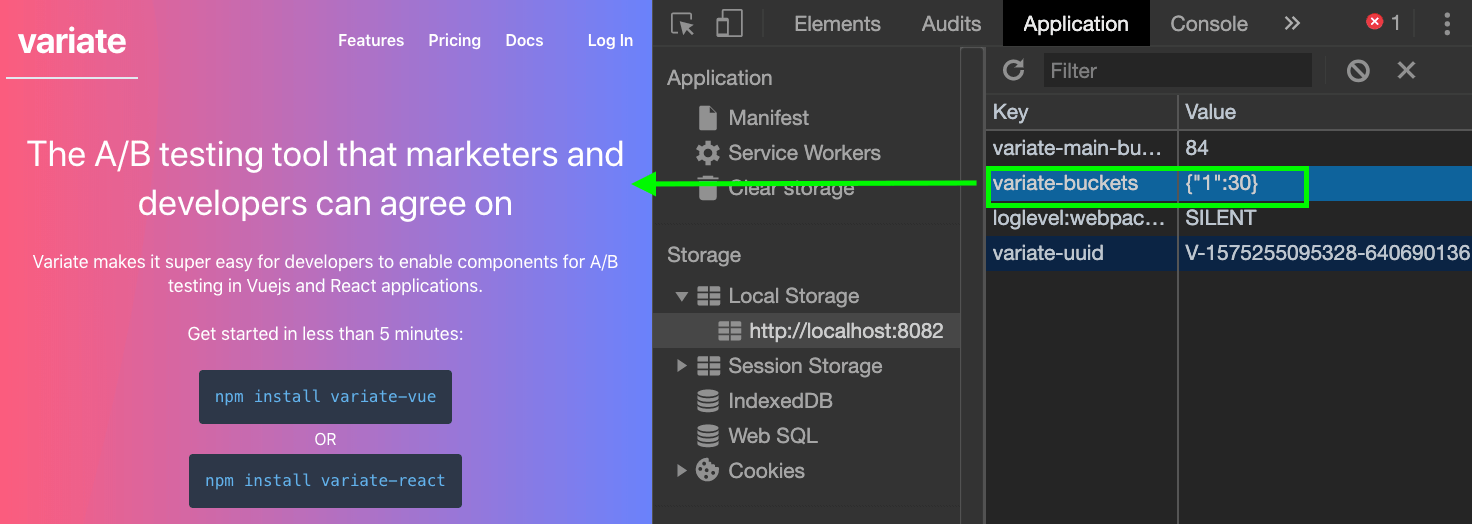 variate
Features Pricing Docs Log In
The A/B testing tool that marketers and
developers can agree on
Variate makes it super easy for developers to enable components for A/B
testing in Vuejs and React applications.
Get started in less than 5 minutes:
npm install variate-vue
OR
npm install variate-react
Elements Audits Application Console » 1
Application
Manifest
Service Workers
Clear storage
Storage
Local Storage
http://localhost:8082
Session Storage
IndexedDB
Web SQL
Cookies
Filter
Key Value
variate-main-bu... 84
variate-buckets {"1":30}
loglevel:webpac... SILENT
variate-uuid V-1575255095328-640690136